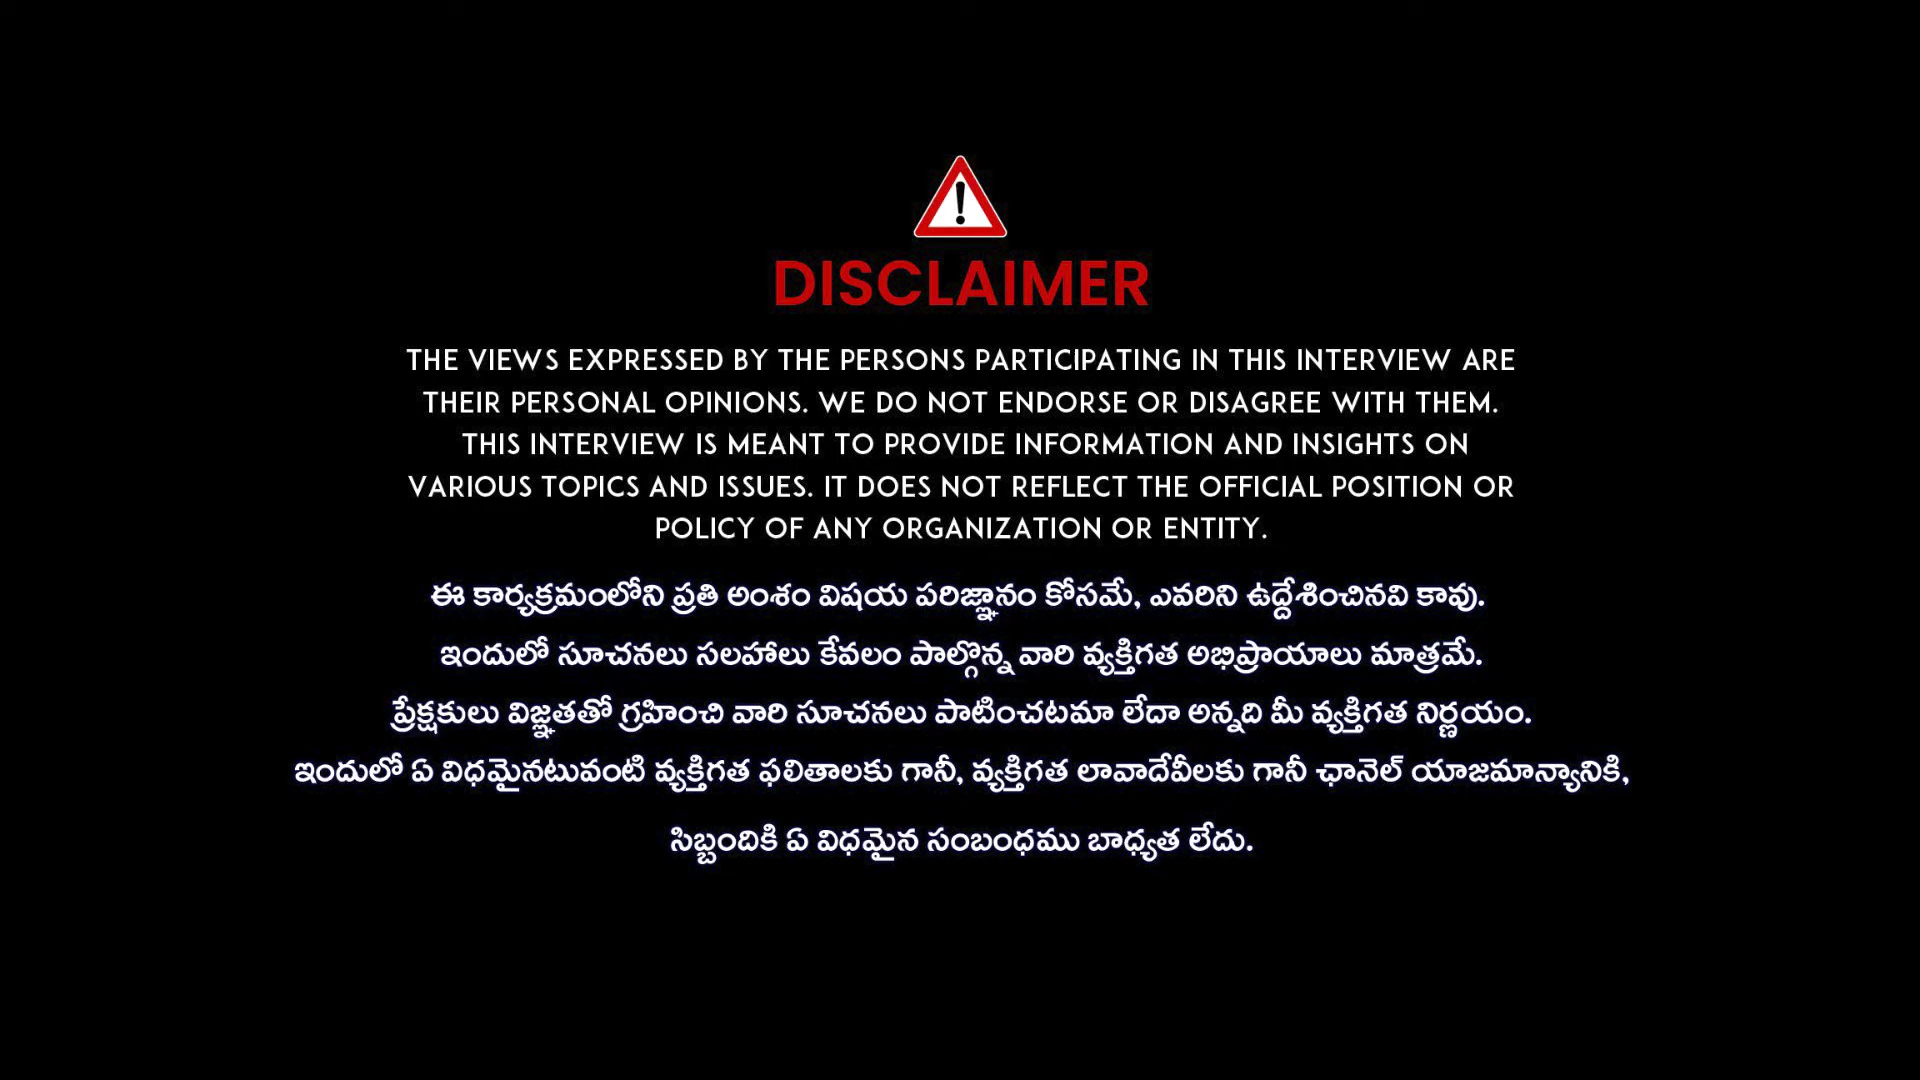 DISCLAIMER
THE VIEWS EXPRESSED BY THE PERSONS PARTICIPATING IN THIS INTERVIEW ARE
THEIR PERSONAL OPINIONS. WE DO NOT ENDORSE OR DISAGREE WITH THEM.
THIS INTERVIEW IS MEANT TO PROVIDE INFORMATION AND INSIGHTS ON
VARIOUS TOPICS AND ISSUES. IT DOES NOT REFLECT THE OFFICIAL POSITION OR
POLICY OF ANY ORGANIZATION OR ENTITY.
ఈ కార్యక్రమంలోని ప్రతి అంశం విషయ పరిజ్ఞానం కోసమే, ఎవరిని ఉద్దేశించినవి కావు.
ఇందులో సూచనలు సలహాలు కేవలం పాల్గొన్న వారి వ్యక్తిగత అభిప్రాయాలు మాత్రమే.
ప్రేక్షకులు విజ్ఞతతో గ్రహించి వారి సూచనలు పాటించటమా లేదా అన్నది మీ వ్యక్తిగత నిర్ణయం.
ఇందులో ఏ విధమైనటువంటి వ్యక్తిగత ఫలితాలకు గానీ, వ్యక్తిగత లావాదేవీలకు గానీ ఛానెల్ యాజమాన్యానికి,
సిబ్బందికి ఏ విధమైన సంబంధము బాధ్యత లేదు.